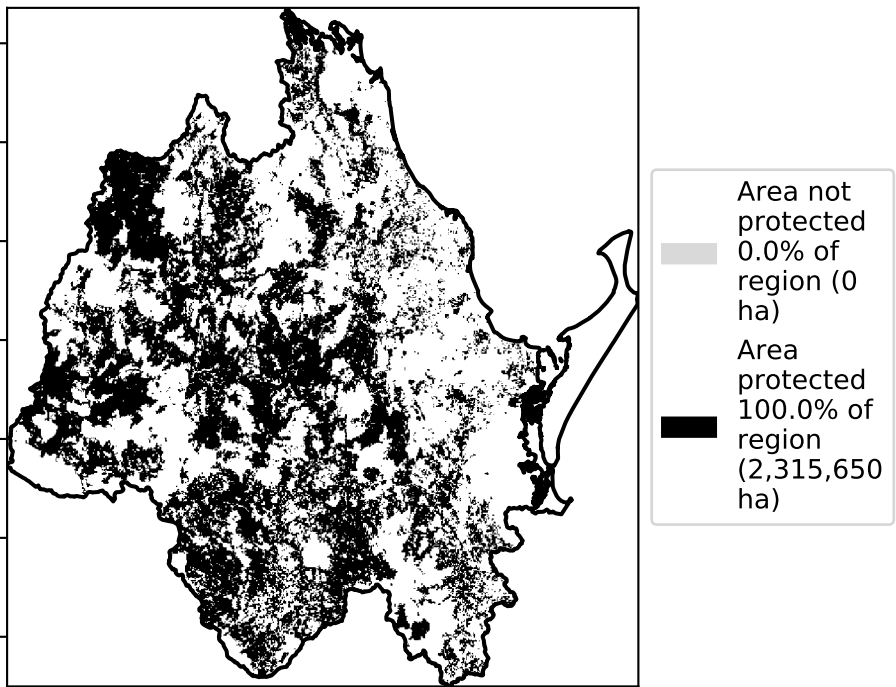 Area not
protected
0.0% of
region (0
ha)
Area
protected
100.0% of
region
(2,315,650
ha)